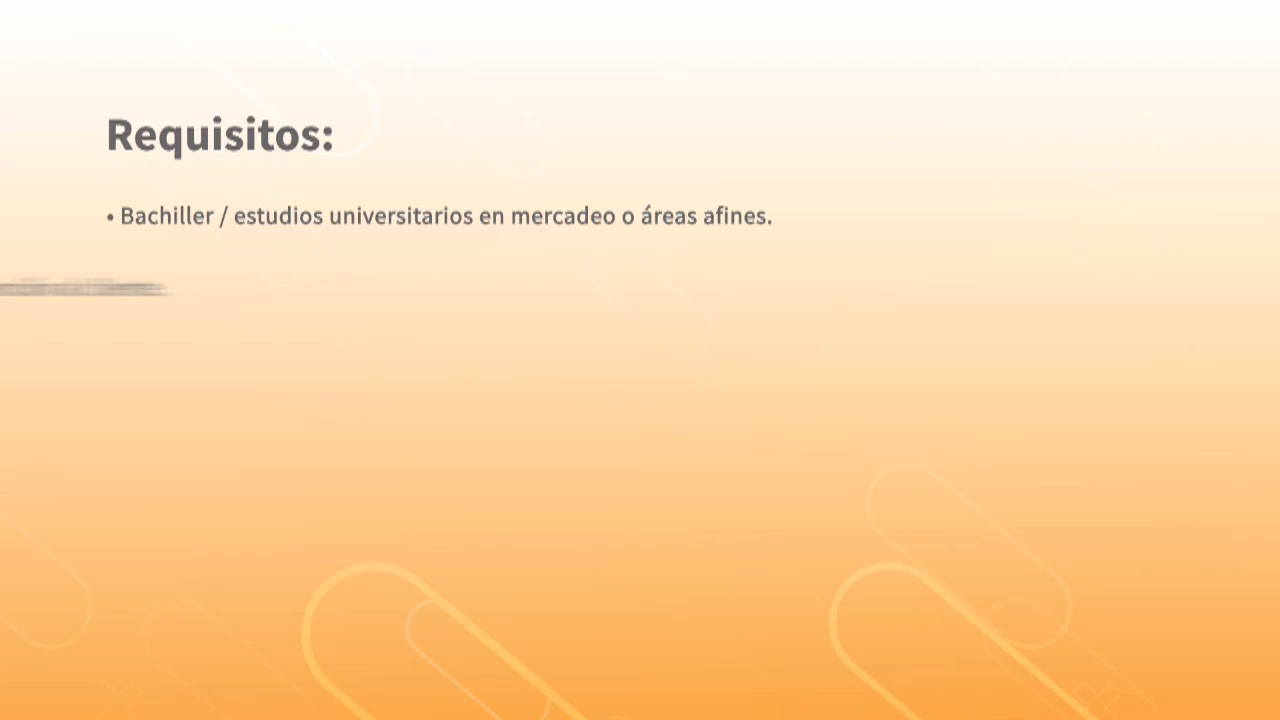 Requisitos:
• Bachiller / estudios universitarios en mercadeo o áreas afines.